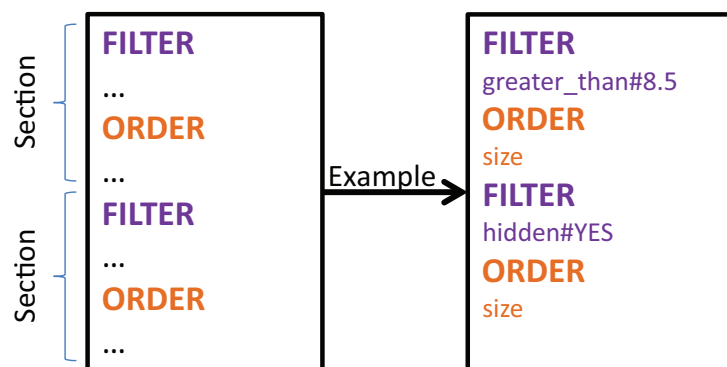 Section
Section
FILTER
...
ORDER
...
FILTER
...
ORDER
...
Example
FILTER
greater_than#8.5
ORDER
size
FILTER
hidden#YES
ORDER
size